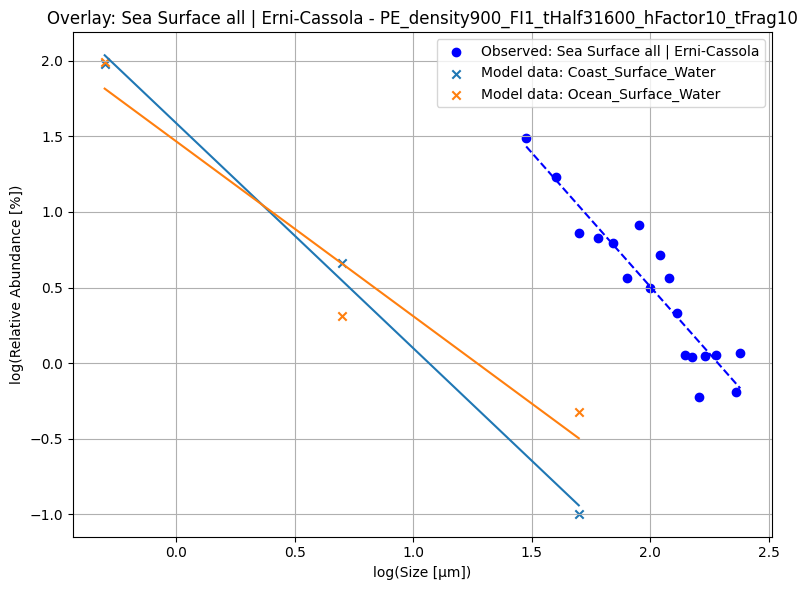 Overlay: Sea Surface all | Erni-Cassola - PE_density900_FI1_tHalf31600_hFactor10_tFrag10
Observed: Sea Surface all | Erni-Cassola
Model data: Coast_Surface_Water
Model data: Ocean_Surface_Water
log(Relative Abundance [%])
2.0
1.5
1.0
0.5
0.0
−0.5
−1.0
0.0 0.5 1.0 1.5 2.0 2.5
log(Size [µm])